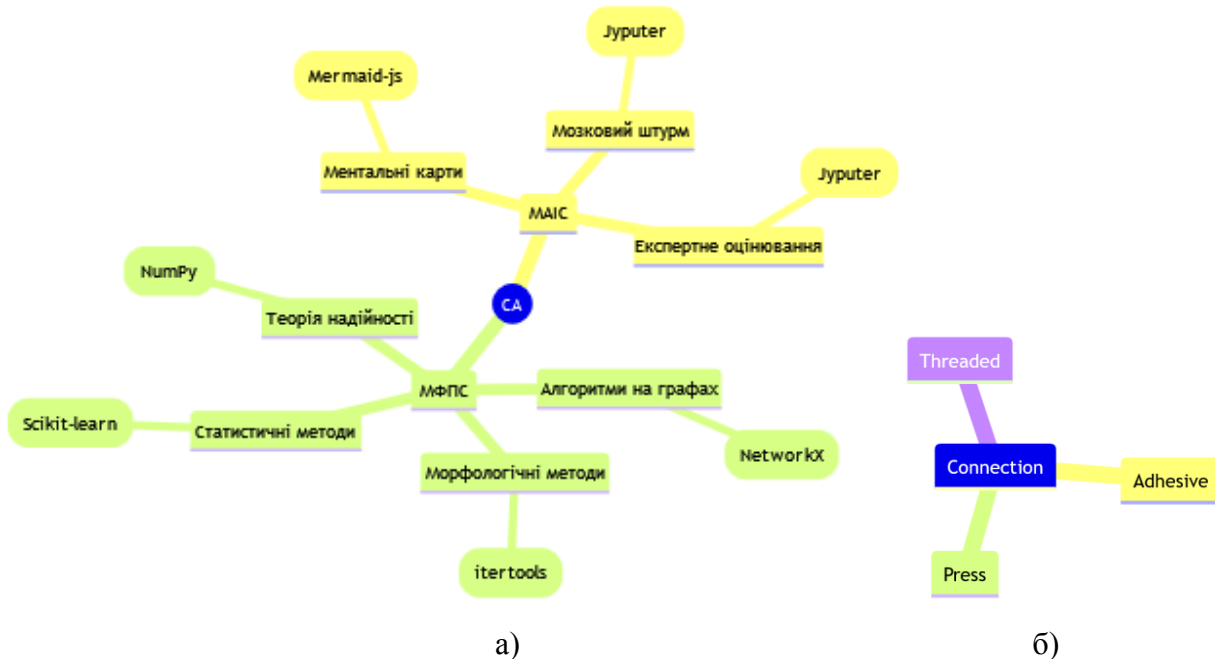 Jyputer
Mermaid-js
Мозковий штурм
Ментальні карти
Jyputer
МАІС
Експертне оцінювання
NumPy
СА
Теорія надійності
Threaded
МФПС
Алгоритми на графах
Scikit-learn
Статистичні методи
NetworkX
Морфологічні методи
Connection
Adhesive
itertools
Press
а)
б)